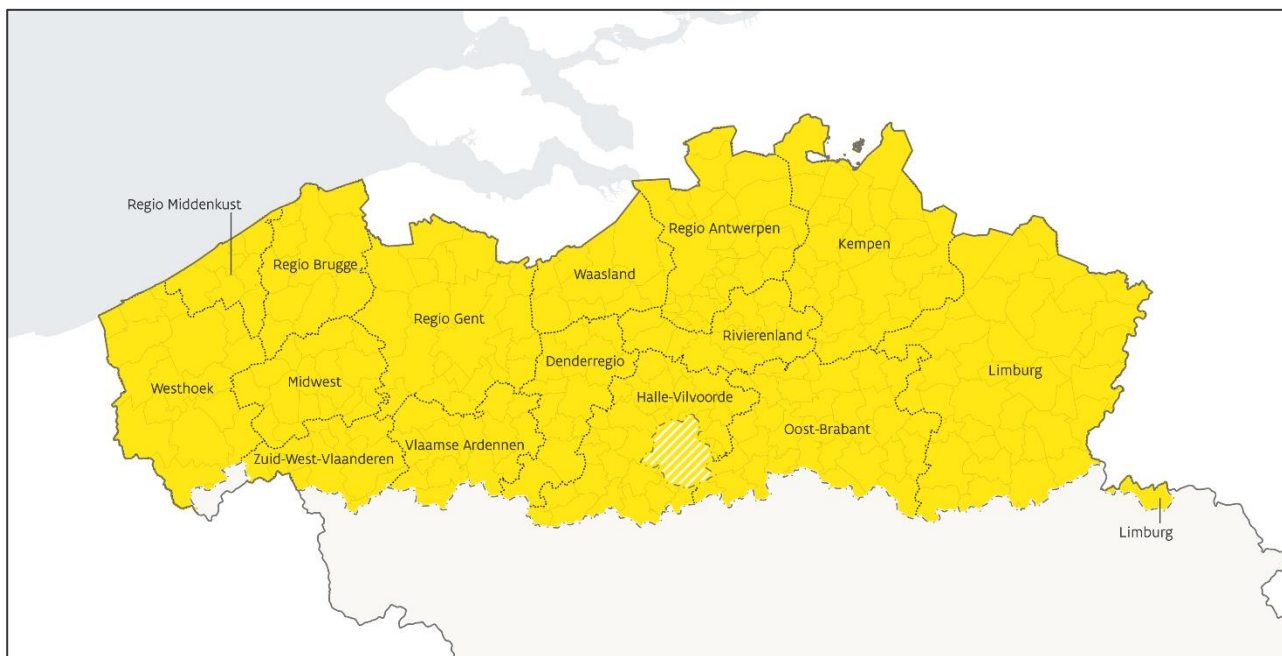 Regio Middenkust
Regio Brugge
Regio Antwerpen
Kempen
Waasland
Regio Gent
Rivierenland
Denderregio
Westhoek
Midwest
Halle-Vilvoorde
Limburg
Oost-Brabant
Vlaamse Ardennen
Zuid-West-Vlaanderen
Limburg